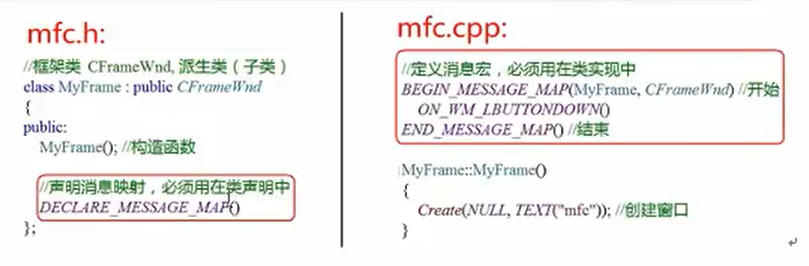 mfc.h:
//框架类 CFrameWnd, 派生类（子类）
class MyFrame : public CFrameWnd
{
public:
MyFrame(); //构造函数
//声明消息映射，必须用在类声明中
DECLARE_MESSAGE_MAP()
};
mfc.cpp:
//定义消息宏，必须用在类实现中
BEGIN_MESSAGE_MAP(MyFrame, CFrameWnd) //开始
ON_WM_LBUTTONDOWN()
END_MESSAGE_MAP() //结束
MyFrame::MyFrame()
{
Create(NULL, TEXT("mfc")); //创建窗口
}